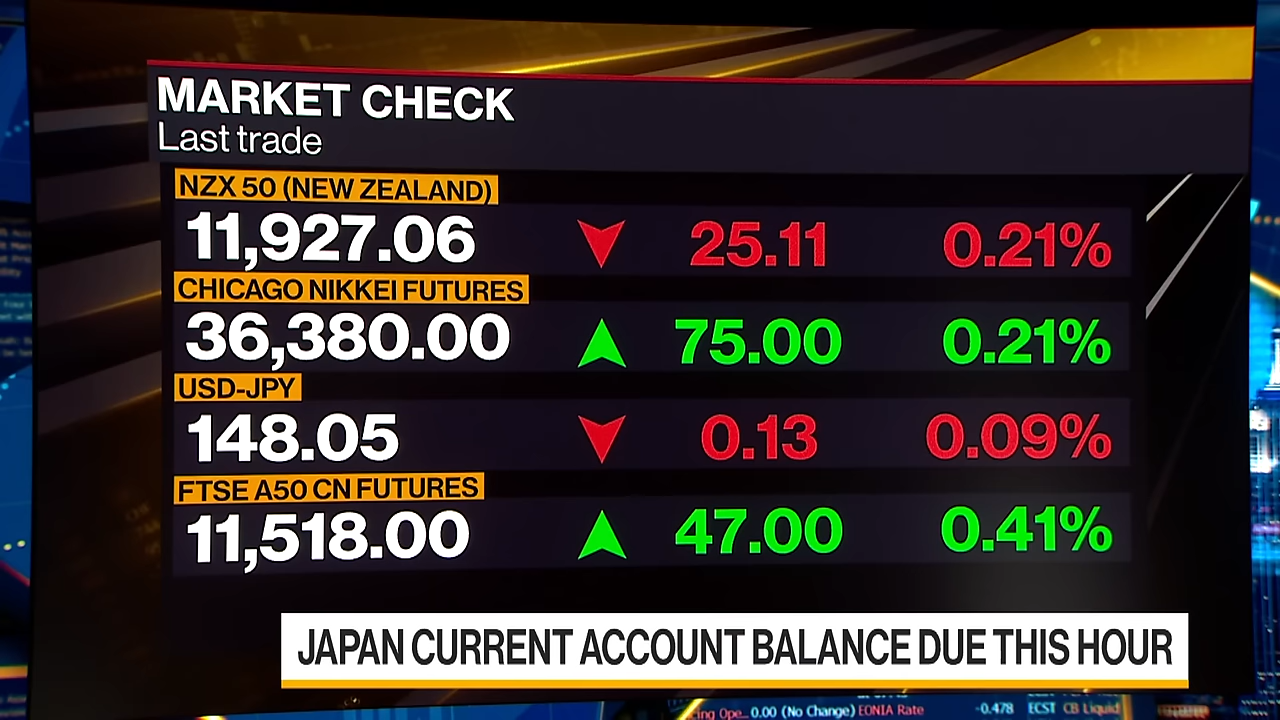 MARKET CHECK
Last trade
NZX 50 (NEW ZEALAND)
11,927.06 25.11 0.21%
CHICAGO NIKKEI FUTURES
36,380.00 75.00 0.21%
USD-JPY
148.05 0.13 0.09%
FTSE A50 CN FUTURES
11,518.00 47.00 0.41%
JAPAN CURRENT ACCOUNT BALANCE DUE THIS HOUR
0.00 (No Change) EONIA Rate -0.478 ECST CB Liquid